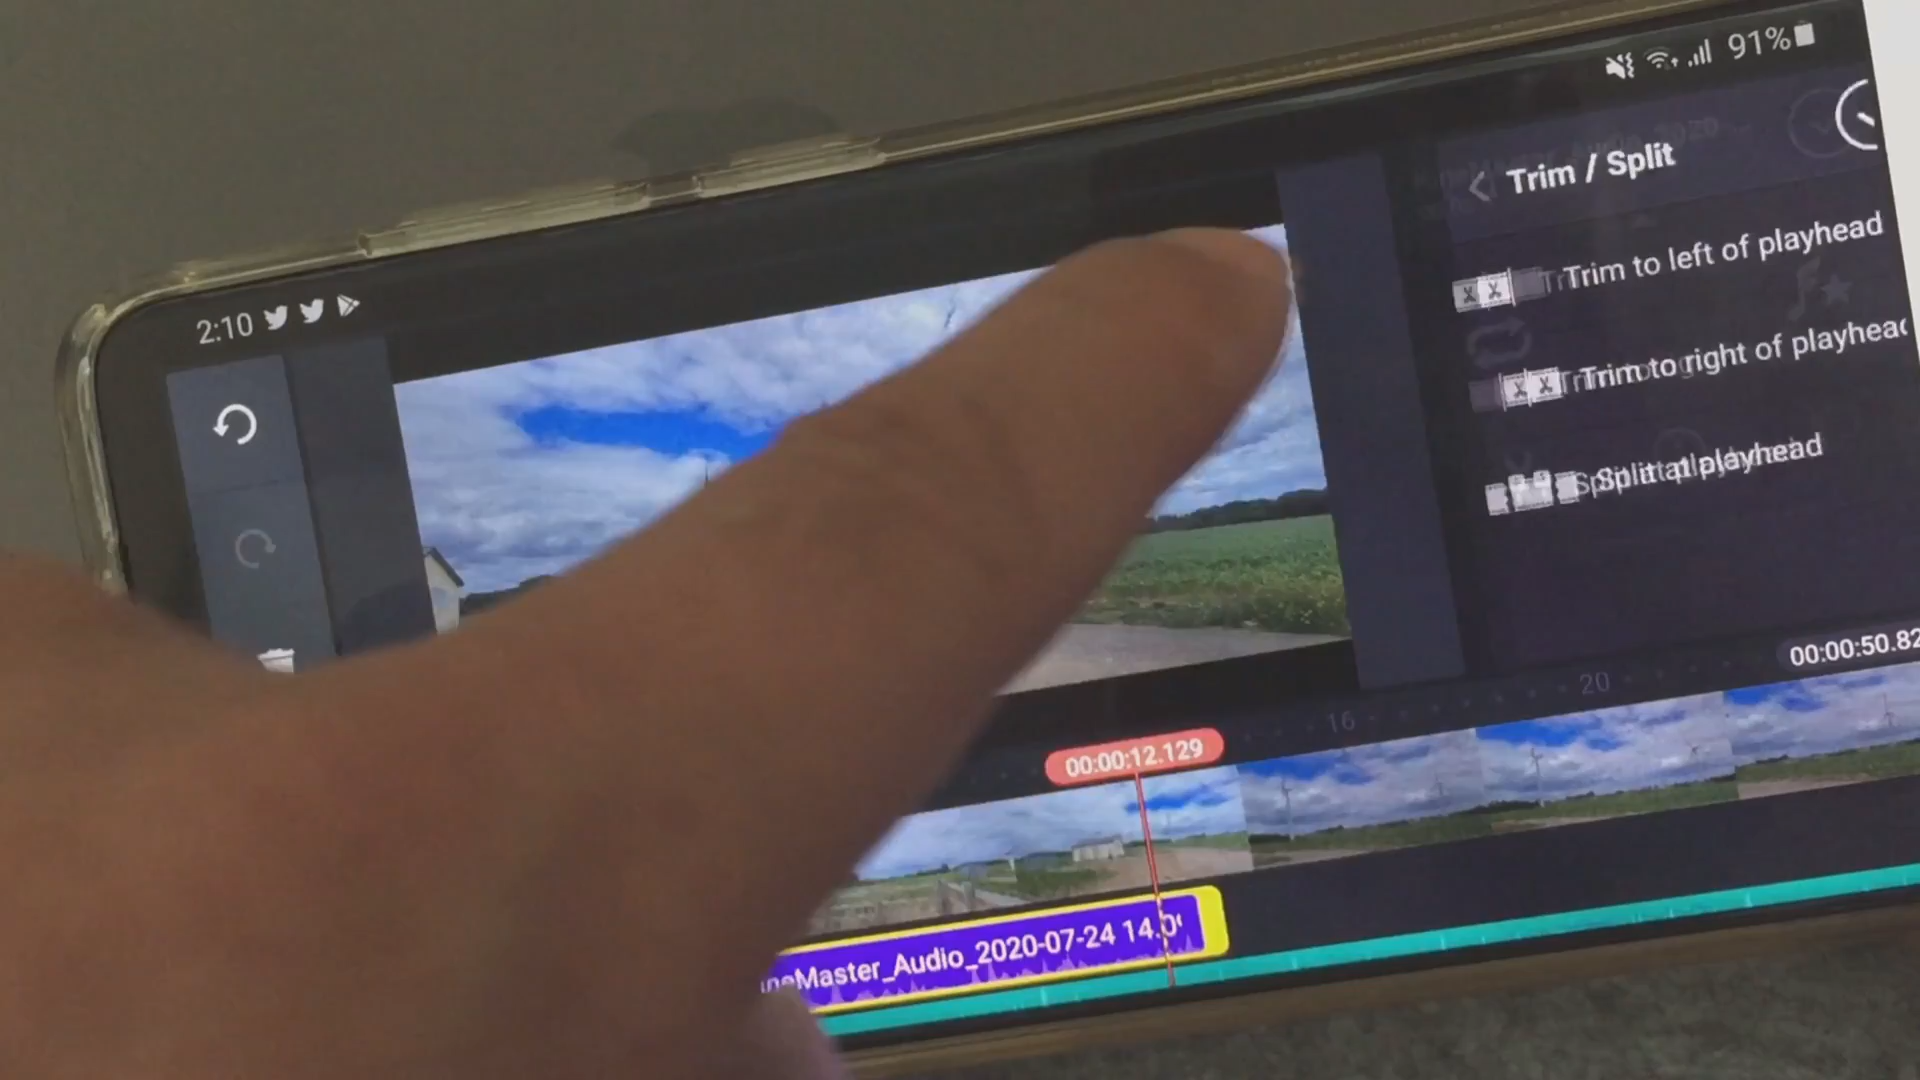 91%
2:10
Trim / Split
Trim to left of playhead
Trim to right of playhead
Split at playhead
00:00:50.82
20
16
00:00:12.129
Master_Audio_2020-07-24 14.0